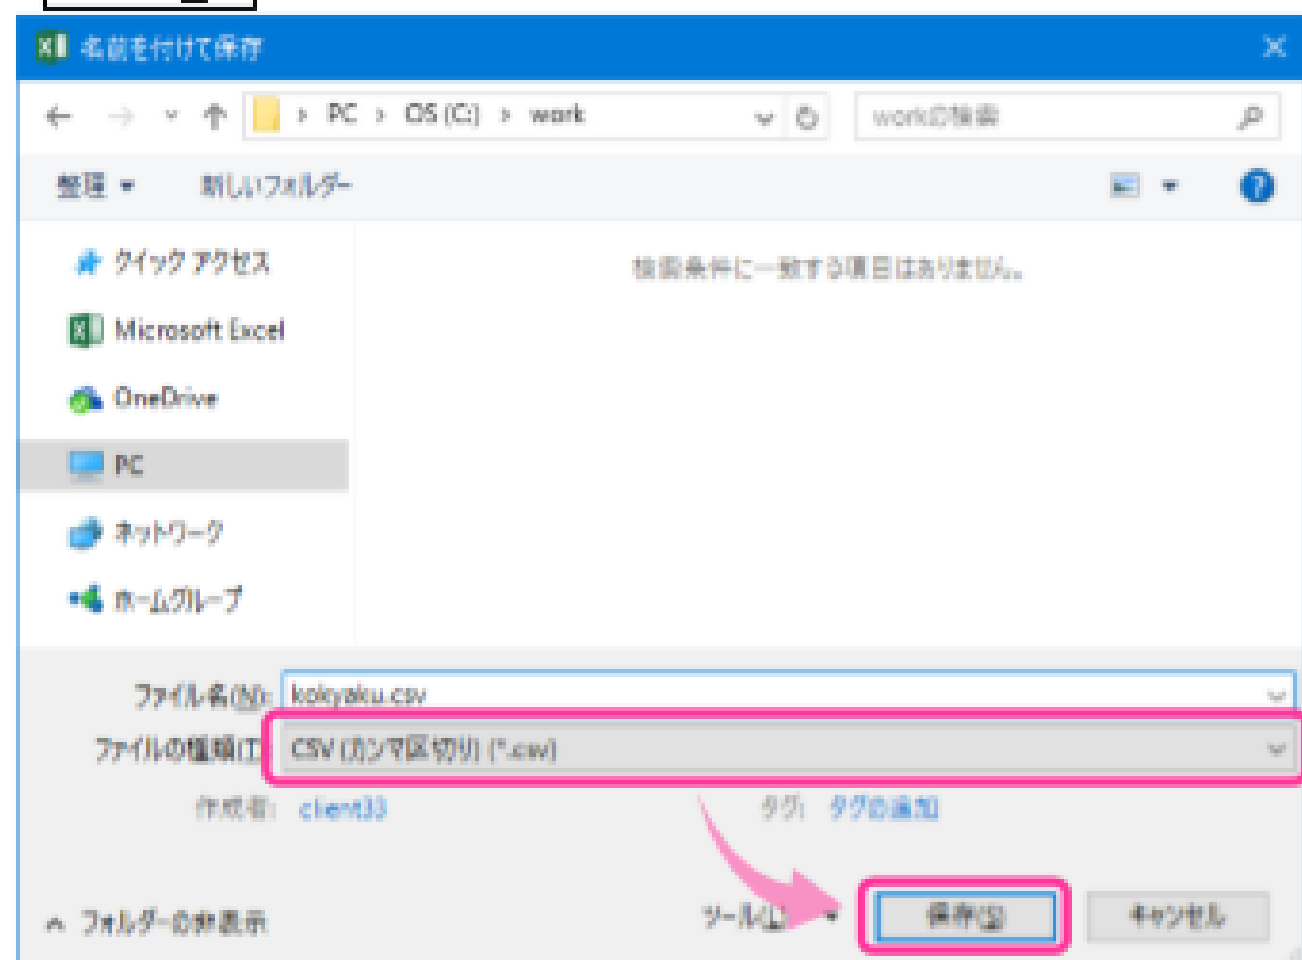 名前を付けて保存
PC > OS (C:) > work
workの検索
整理 新しいフォルダー
クイック アクセス
検索条件に一致する項目はありません。
Microsoft Excel
OneDrive
PC
ネットワーク
ホームグループ
ファイル名(N): kokyaku.csv
ファイルの種類(T): CSV (カンマ区切り) (*.csv)
作成者: client33 タグ: タグの追加
フォルダーの非表示 ツール(L) 保存(S) キャンセル